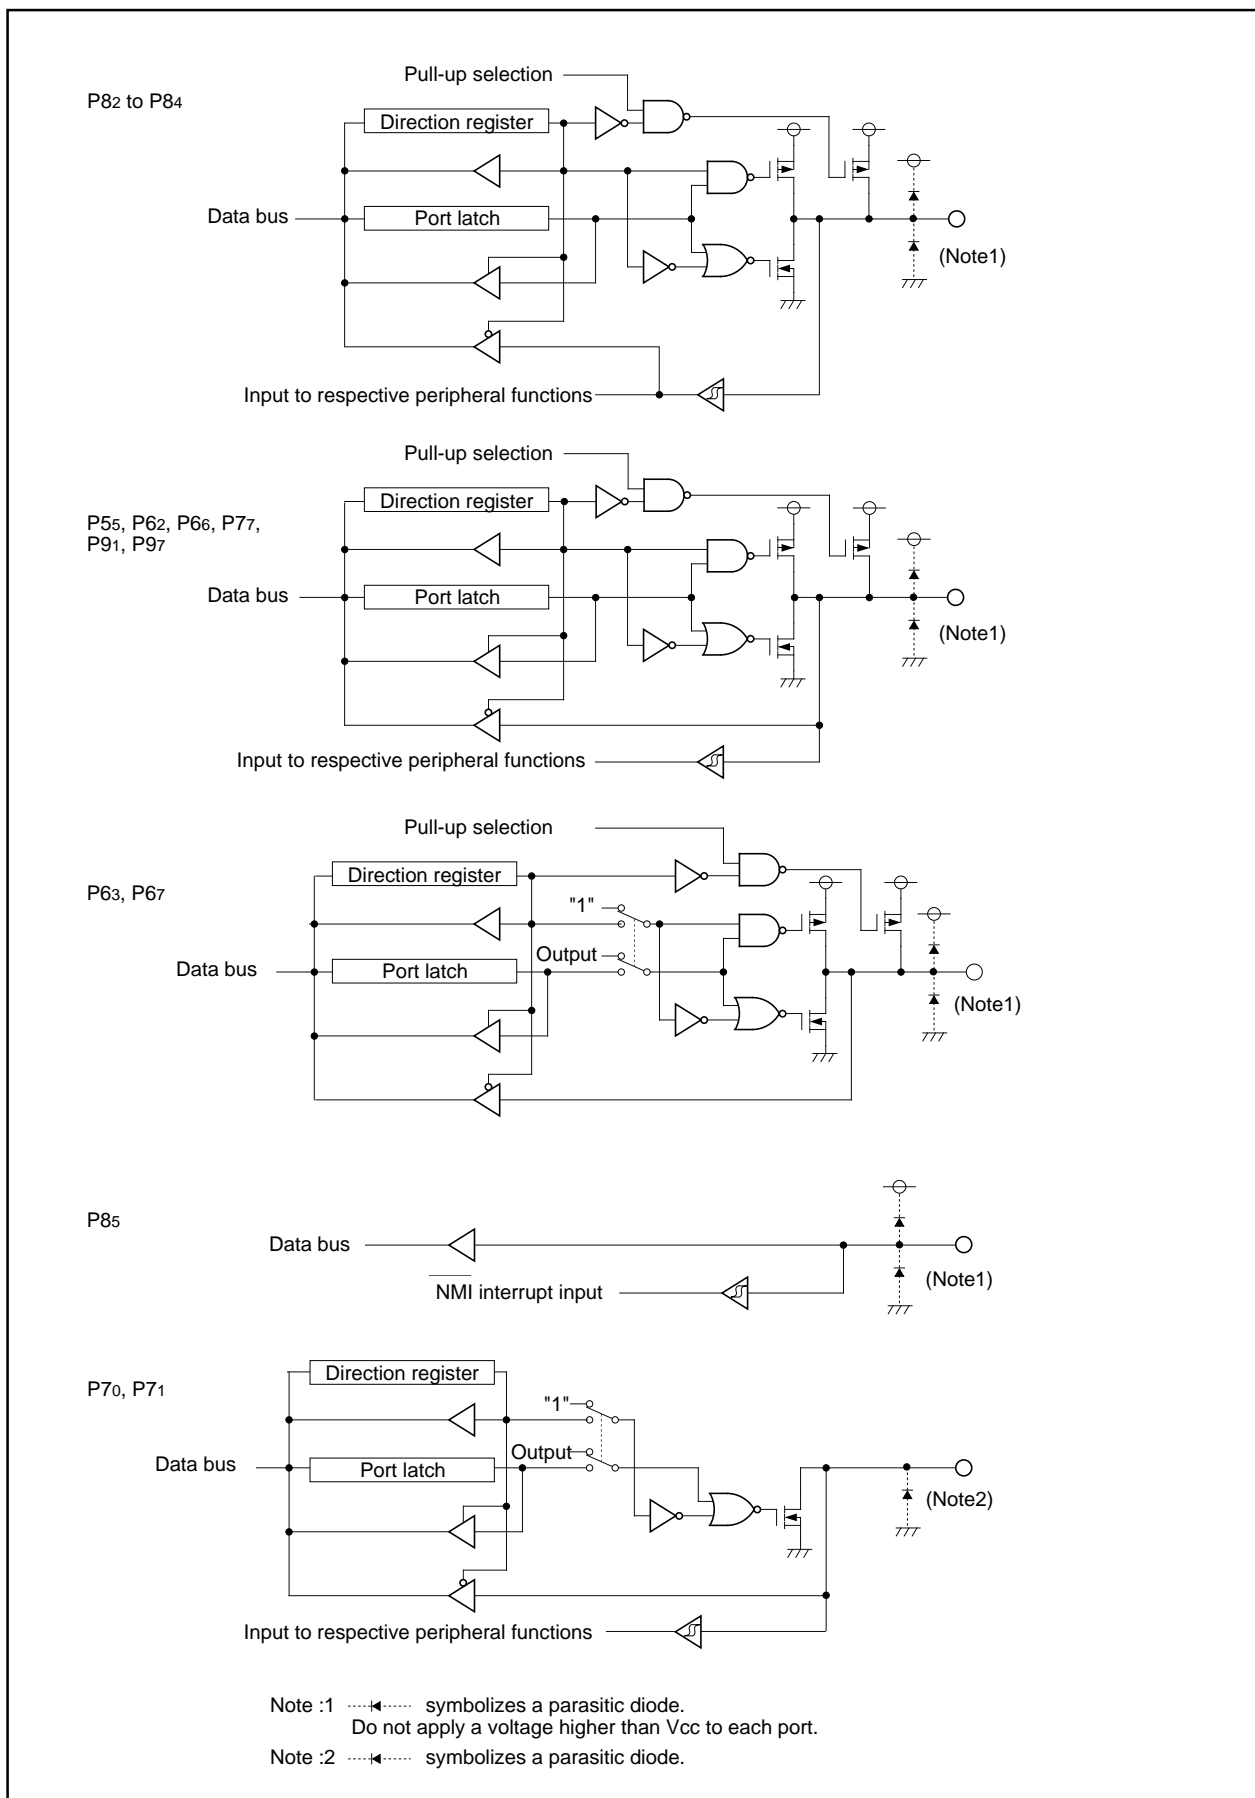 Pull-up selection
P82 to P84
Direction register
Data bus
Port latch
(Note1)
Input to respective peripheral functions
Pull-up selection
Direction register
P55, P62, P66, P77,
P91, P97
Data bus
Port latch
(Note1)
Input to respective peripheral functions
Pull-up selection
P63, P67
Direction register
"1"
Output
Data bus
Port latch
(Note1)
P85
Data bus
(Note1)
NMI interrupt input
Direction register
P70, P71
"1"
Output
Data bus
Port latch
(Note2)
Input to respective peripheral functions
Note :1 symbolizes a parasitic diode.
Do not apply a voltage higher than Vcc to each port.
Note :2 symbolizes a parasitic diode.